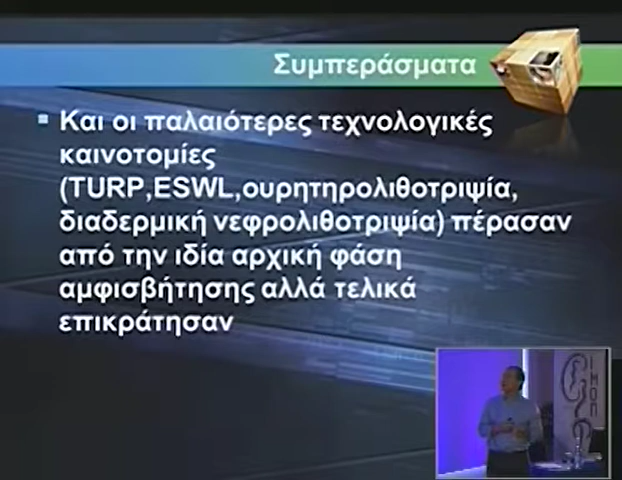 Συμπεράσματα
Και οι παλαιότερες τεχνολογικές
καινοτομίες
(TURP,ESWL,ουρητηρολιθοτριψία,
διαδερμική νεφρολιθοτριψία) πέρασαν
από την ιδία αρχική φάση
αμφισβήτησης αλλά τελικά
επικράτησαν